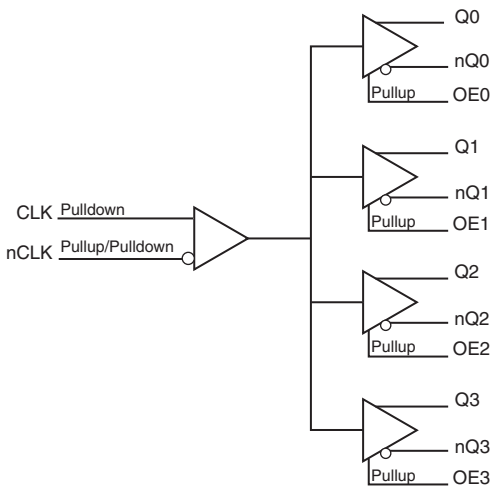 Q0
nQ0
Pullup OE0
Q1
nQ1
Pullup OE1
CLK Pulldown
nCLK Pullup/Pulldown
Q2
nQ2
Pullup OE2
Q3
nQ3
Pullup OE3